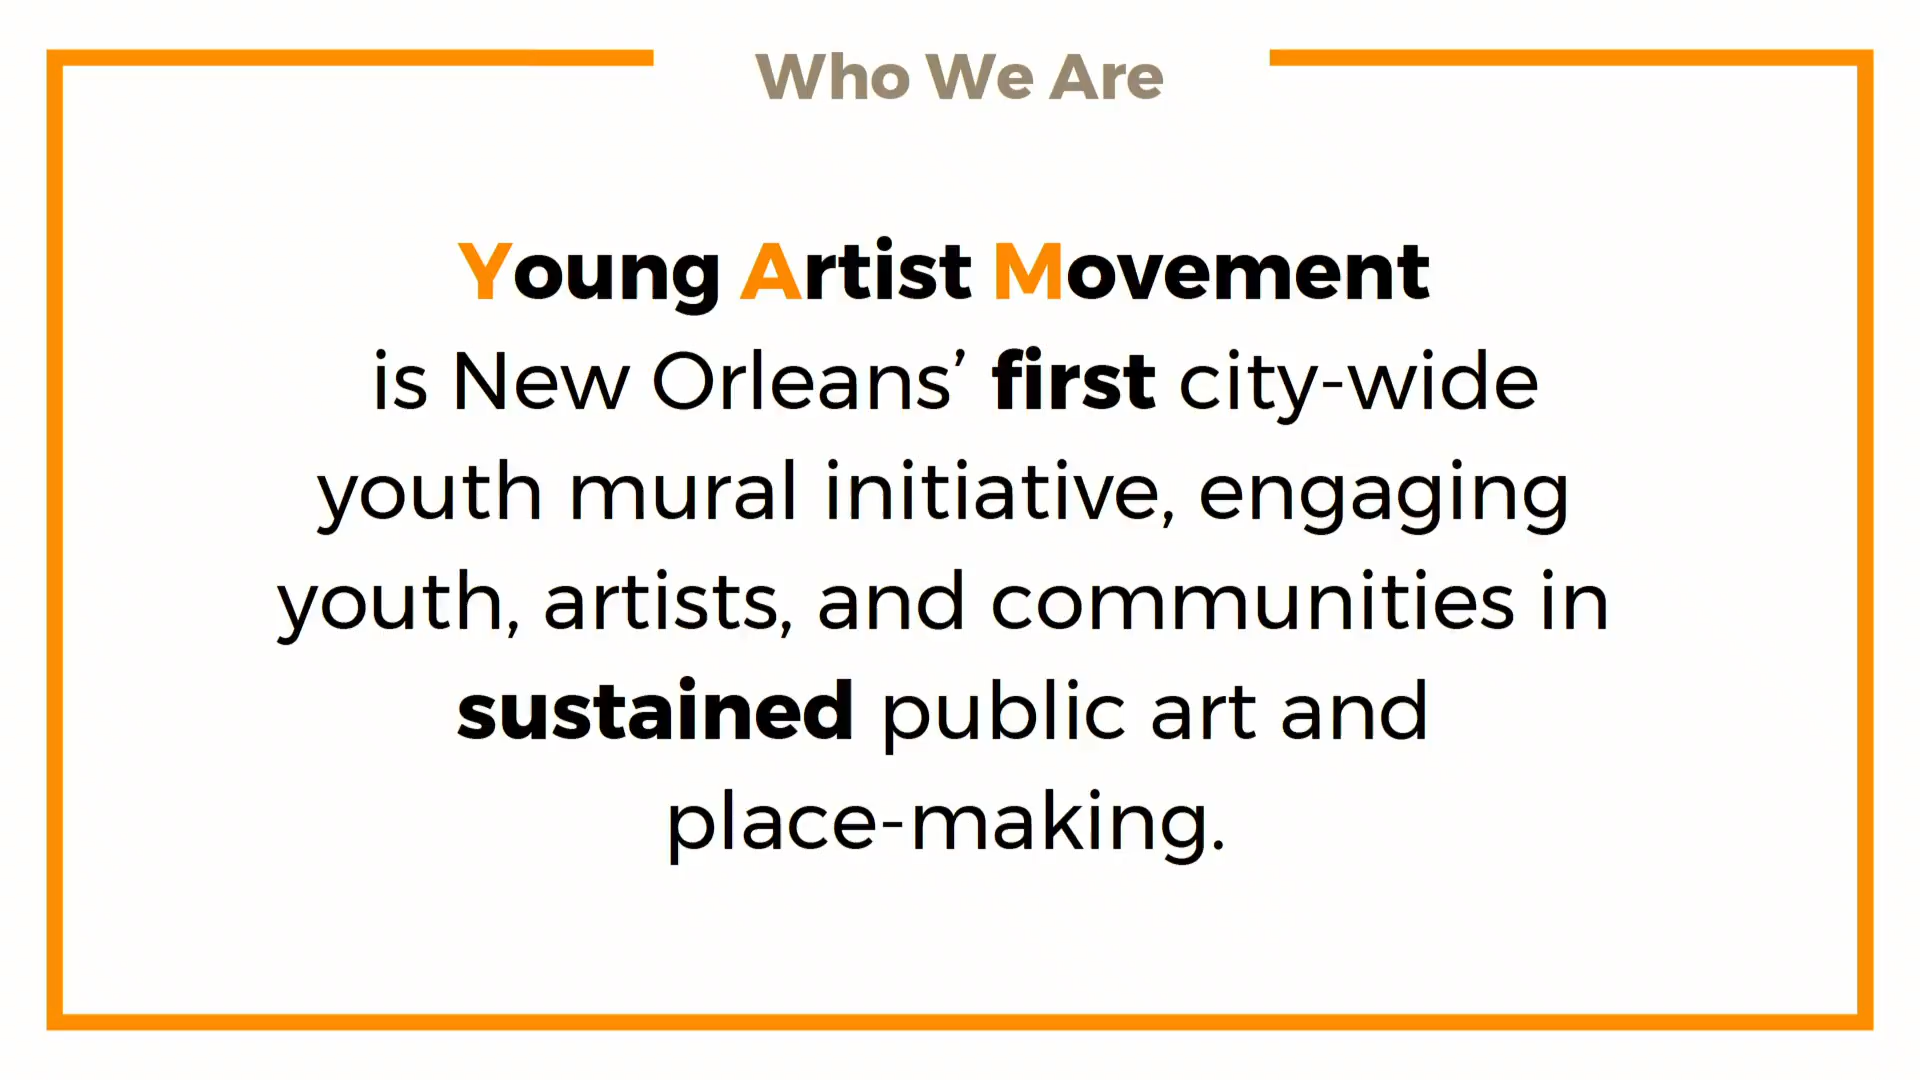 Who We Are
Young Artist Movement
is New Orleans’ first city-wide
youth mural initiative, engaging
youth, artists, and communities in
sustained public art and
place-making.